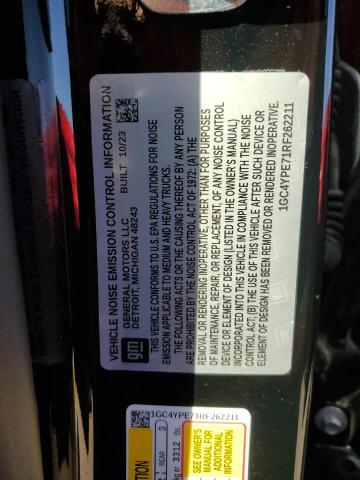 VEHICLE NOISE EMISSION CONTROL INFORMATION
gm
GENERAL MOTORS LLC
DETROIT, MICHIGAN 48243
BUILT 10/23
THIS VEHICLE CONFORMS TO U.S. EPA REGULATIONS FOR NOISE
EMISSION APPLICABLE TO MEDIUM AND HEAVY TRUCKS.
THE FOLLOWING ACTS OR THE CAUSING THEREOF BY ANY PERSON
ARE PROHIBITED BY THE NOISE CONTROL ACT OF 1972: (A) THE
REMOVAL OR RENDERING INOPERATIVE, OTHER THAN FOR PURPOSES
OF MAINTENANCE, REPAIR, OR REPLACEMENT, OF ANY NOISE CONTROL
DEVICE OR ELEMENT OF DESIGN (LISTED IN THE OWNER'S MANUAL)
INCORPORATED INTO THIS VEHICLE IN COMPLIANCE WITH THE NOISE
CONTROL ACT; (B) THE USE OF THIS VEHICLE AFTER SUCH DEVICE OR
ELEMENT OF DESIGN HAS BEEN REMOVED OR RENDERED INOPERATIVE.
1GC4YPE71RF262211
1GC4YPE71RF262211
REAR 3
3312 lbs.
SEE OWNER'S
MANUAL FOR
ADDITIONAL
INFORMATION